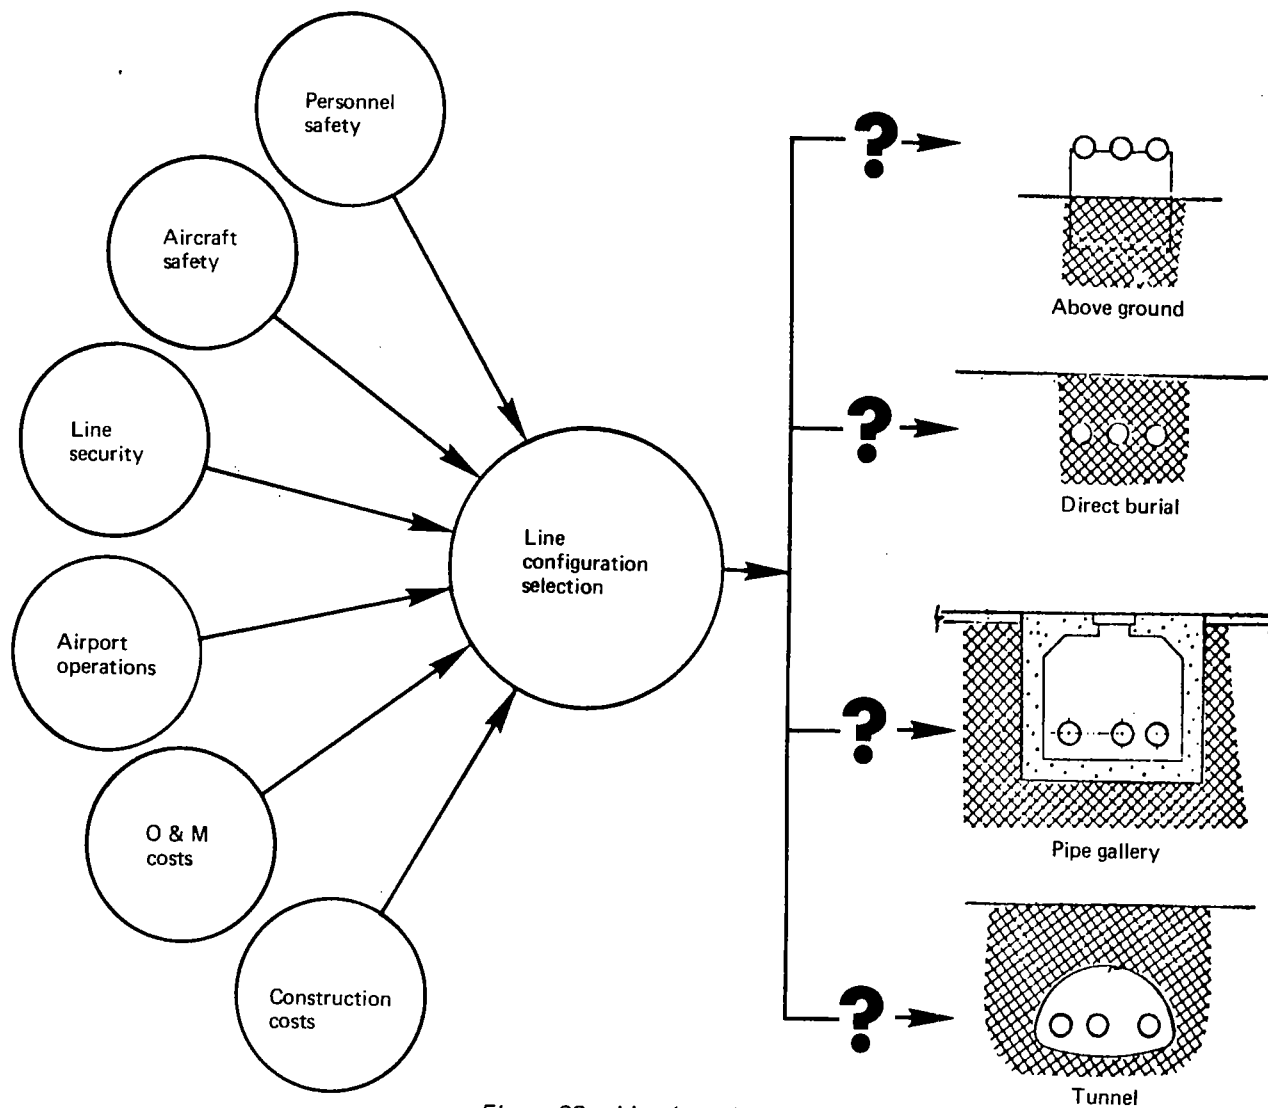 Personnel
safety
Aircraft
safety
Line
security
Airport
operations
O & M
costs
Construction
costs
Line
configuration
selection
?
?
?
?
Above ground
Direct burial
Pipe gallery
Tunnel